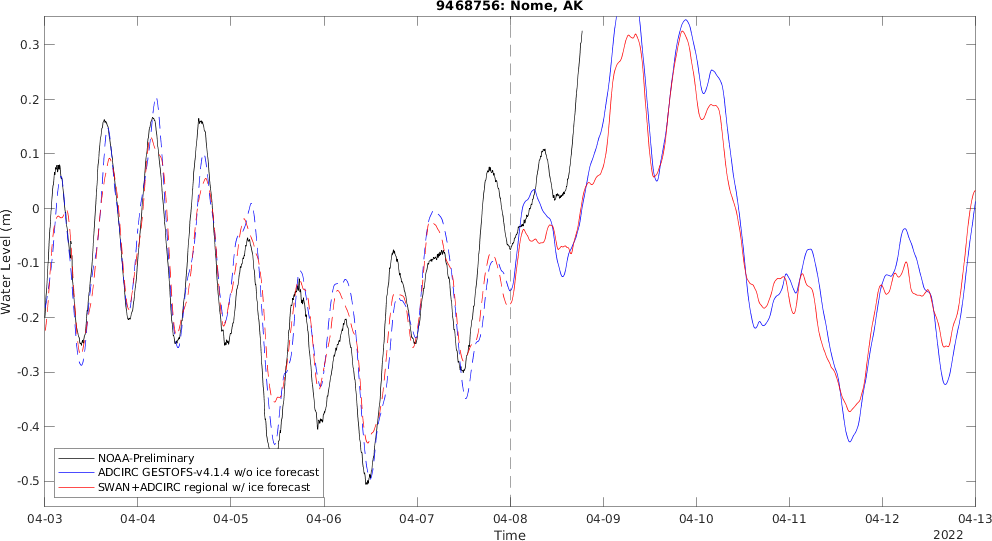 9468756: Nome, AK
0.3
0.2
0.1
0
-0.1
-0.2
-0.3
-0.4
-0.5
Water Level (m)
NOAA-Preliminary
ADCIRC GESTOFS-v4.1.4 w/o ice forecast
SWAN+ADCIRC regional w/ ice forecast
04-03 04-04 04-05 04-06 04-07 04-08 04-09 04-10 04-11 04-12 04-13
Time
2022